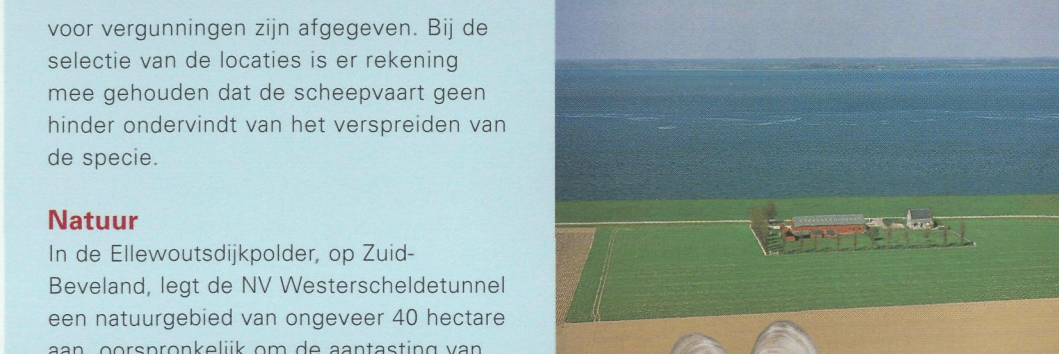 voor vergunningen zijn afgegeven. Bij de
selectie van de locaties is er rekening
mee gehouden dat de scheepvaart geen
hinder ondervindt van het verspreiden van
de specie.
Natuur
In de Ellewoutsdijkpolder, op Zuid-
Beveland, legt de NV Westerscheldetunnel
een natuurgebied van ongeveer 40 hectare
aan, oorspronkelijk om de aantasting van